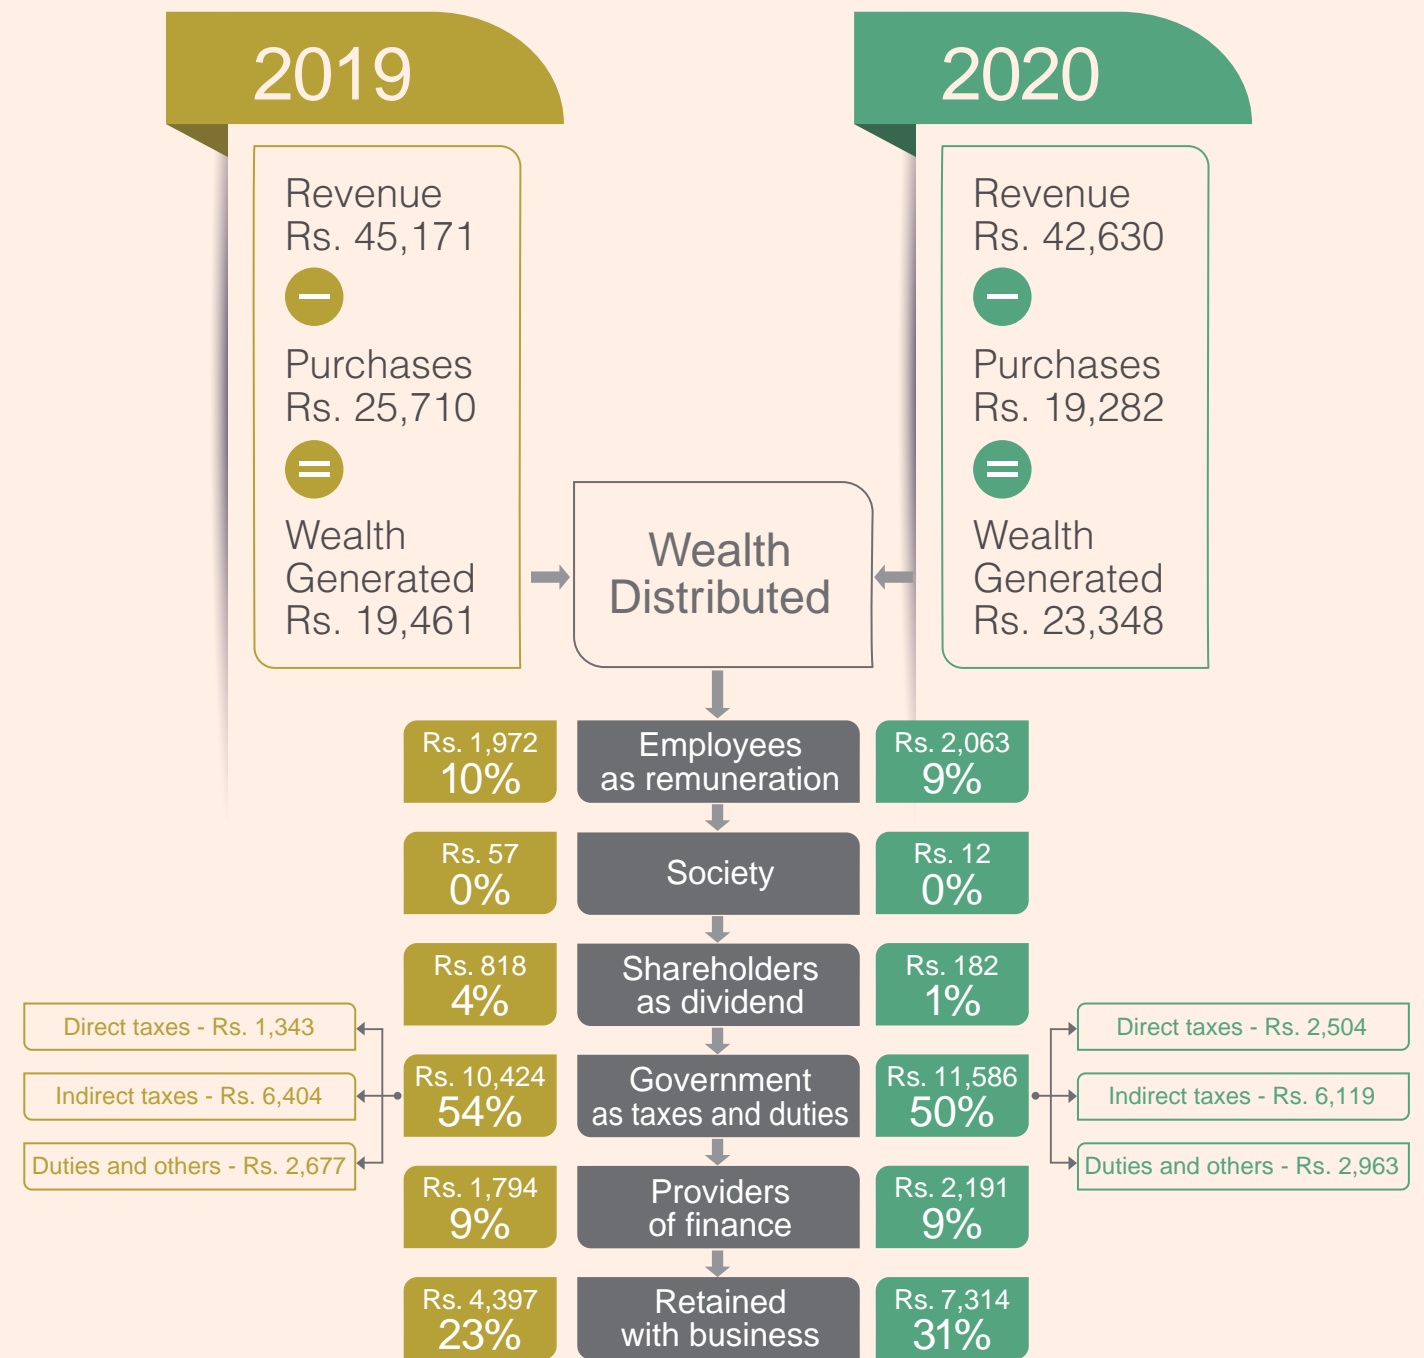 2019
Revenue
Rs. 45,171
Purchases
Rs. 25,710
Wealth
Generated
Rs. 19,461
2020
Revenue
Rs. 42,630
Purchases
Rs. 19,282
Wealth
Generated
Rs. 23,348
Wealth
Distributed
Rs. 1,972
10%
Employees
as remuneration
Rs. 2,063
9%
Rs. 57
0%
Society
Rs. 12
0%
Rs. 818
4%
Shareholders
as dividend
Rs. 182
1%
Direct taxes - Rs. 1,343
Indirect taxes - Rs. 6,404
Duties and others - Rs. 2,677
Rs. 10,424
54%
Government
as taxes and duties
Rs. 11,586
50%
Direct taxes - Rs. 2,504
Indirect taxes - Rs. 6,119
Duties and others - Rs. 2,963
Rs. 1,794
9%
Providers
of finance
Rs. 2,191
9%
Rs. 4,397
23%
Retained
with business
Rs. 7,314
31%